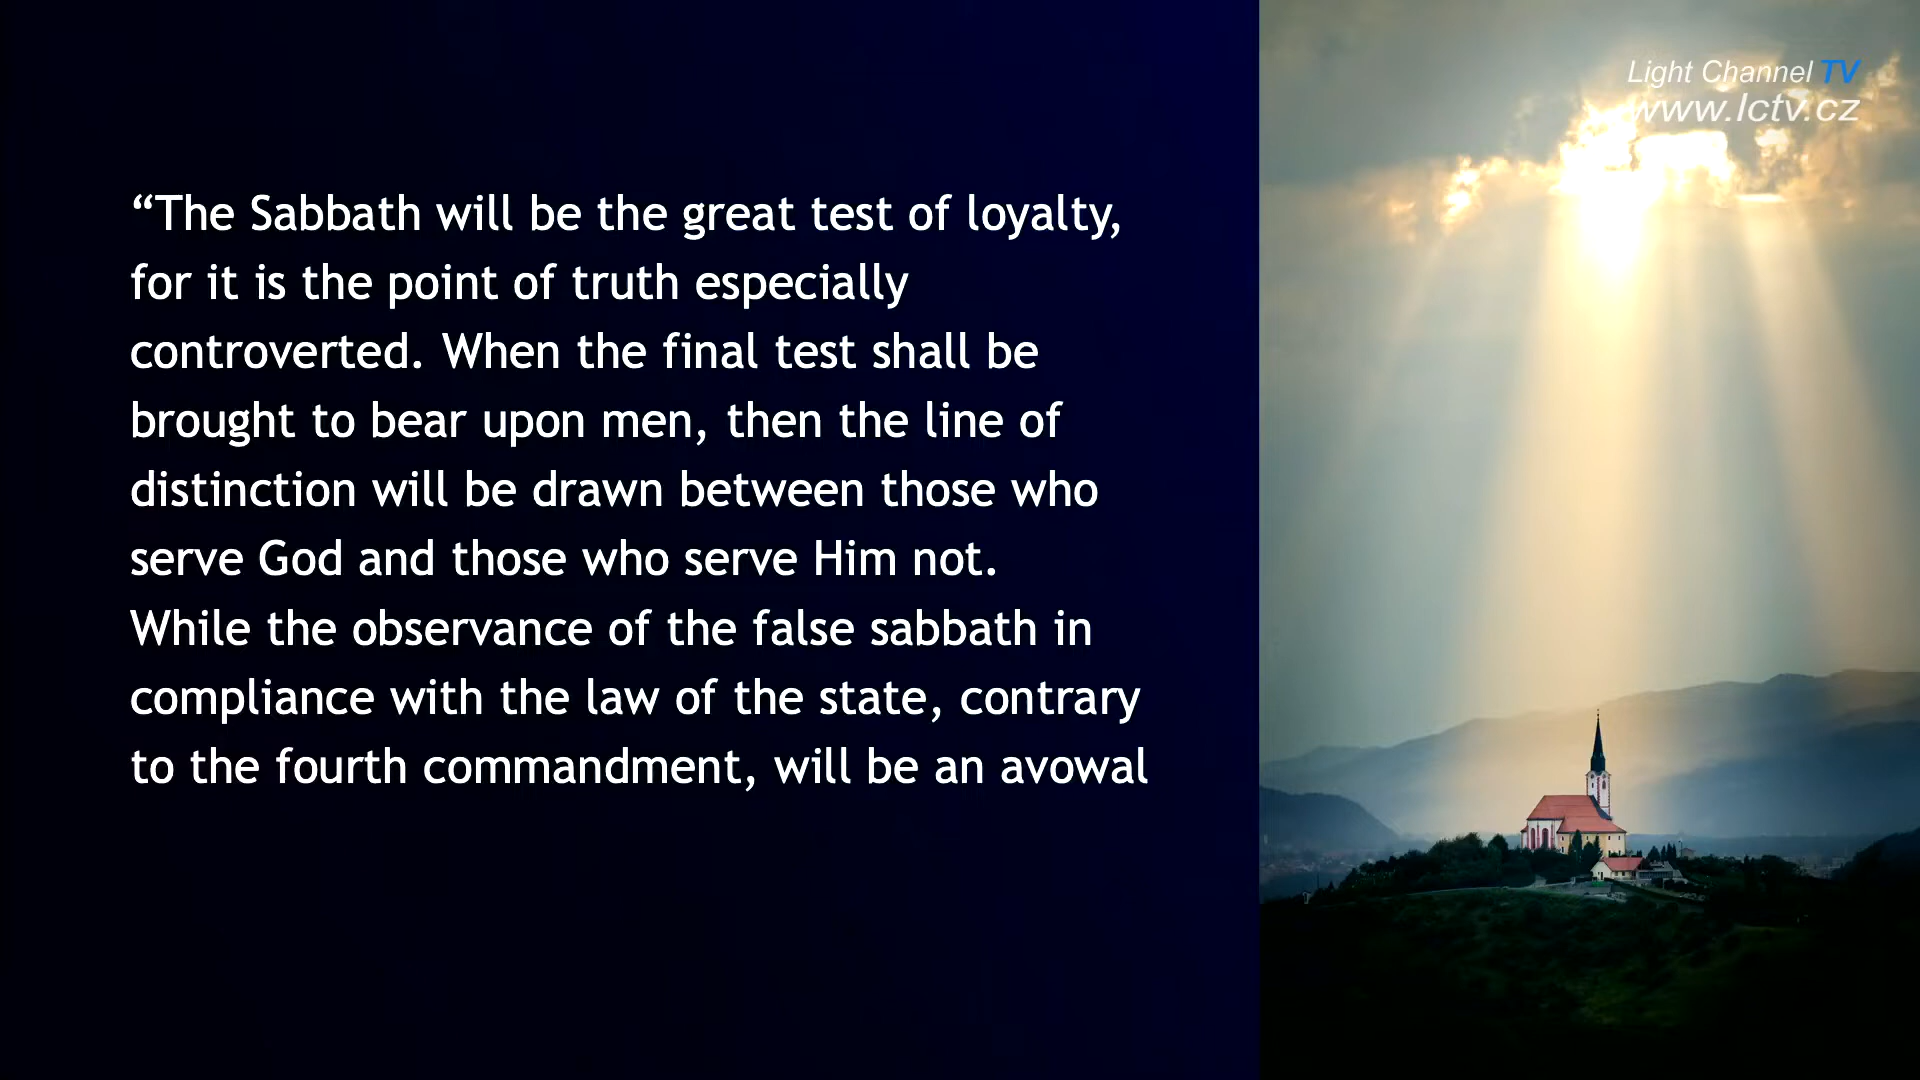 “The Sabbath will be the great test of loyalty,
for it is the point of truth especially
controverted. When the final test shall be
brought to bear upon men, then the line of
distinction will be drawn between those who
serve God and those who serve Him not.
While the observance of the false sabbath in
compliance with the law of the state, contrary
to the fourth commandment, will be an avowal
Light Channel TV
www.lctv.cz